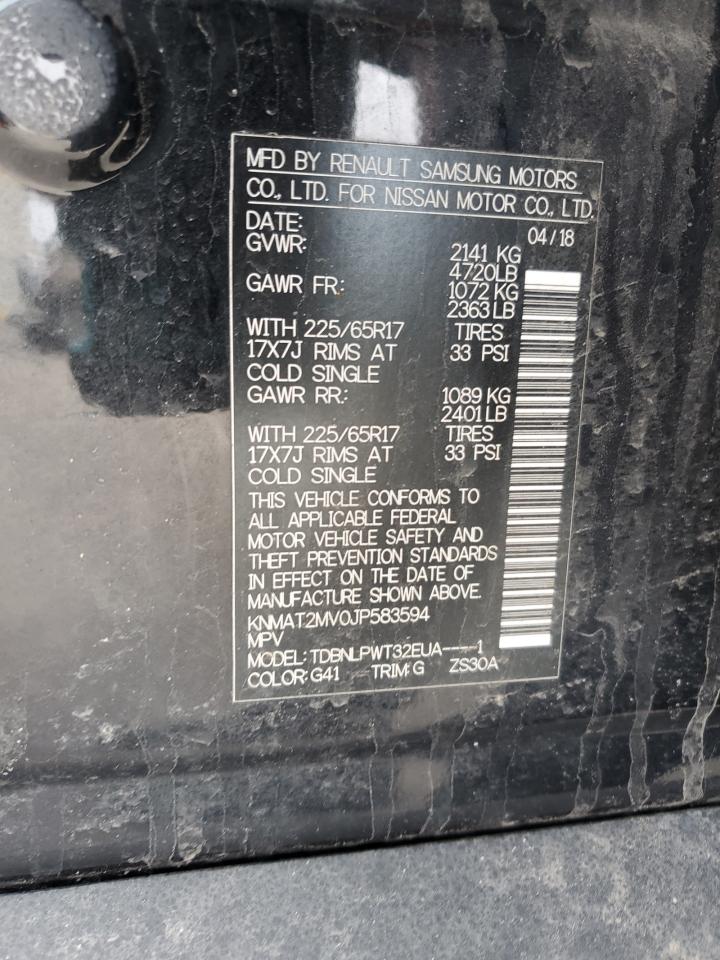 MFD BY RENAULT SAMSUNG MOTORS
CO., LTD. FOR NISSAN MOTOR CO., LTD.
DATE: 04/18
GVWR: 2141 KG
4720LB
GAWR FR: 1072 KG
2363 LB
WITH 225/65R17 TIRES
17X7J RIMS AT 33 PSI
COLD SINGLE
GAWR RR: 1089 KG
2401 LB
WITH 225/65R17 TIRES
17X7J RIMS AT 33 PSI
COLD SINGLE
THIS VEHICLE CONFORMS TO
ALL APPLICABLE FEDERAL
MOTOR VEHICLE SAFETY AND
THEFT PREVENTION STANDARDS
IN EFFECT ON THE DATE OF
MANUFACTURE SHOWN ABOVE.
KNMAT2MV0JP583594
MPV
MODEL: TDBNLPWT32EUA----1
COLOR: G41 TRIM: G ZS30A